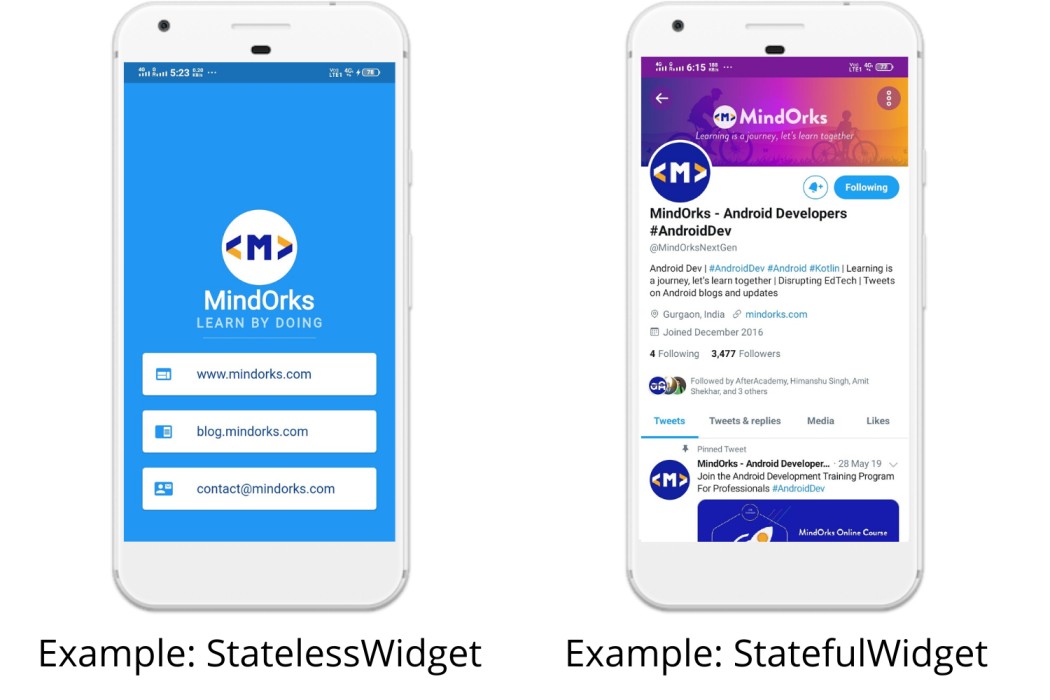 5:23
<M>
MindOrks
LEARN BY DOING
www.mindorks.com
blog.mindorks.com
contact@mindorks.com
Example: StatelessWidget
6:15
<M> MindOrks
Learning is a journey, let's learn together
<M>
Following
MindOrks - Android Developers
#AndroidDev
@MindOrksNextGen
Android Dev | #AndroidDev #Android #Kotlin | Learning is
a journey, let's learn together | Disrupting EdTech | Tweets
on Android blogs and updates
Gurgaon, India mindorks.com
Joined December 2016
4 Following 3,477 Followers
Followed by AfterAcademy, Himanshu Singh, Amit
Shekhar, and 3 others
Tweets Tweets & replies Media Likes
Pinned Tweet
MindOrks - Android Developer... · 28 May 19
<M> Join the Android Development Training Program
For Professionals #AndroidDev
MindOrks Online Course
Example: StatefulWidget